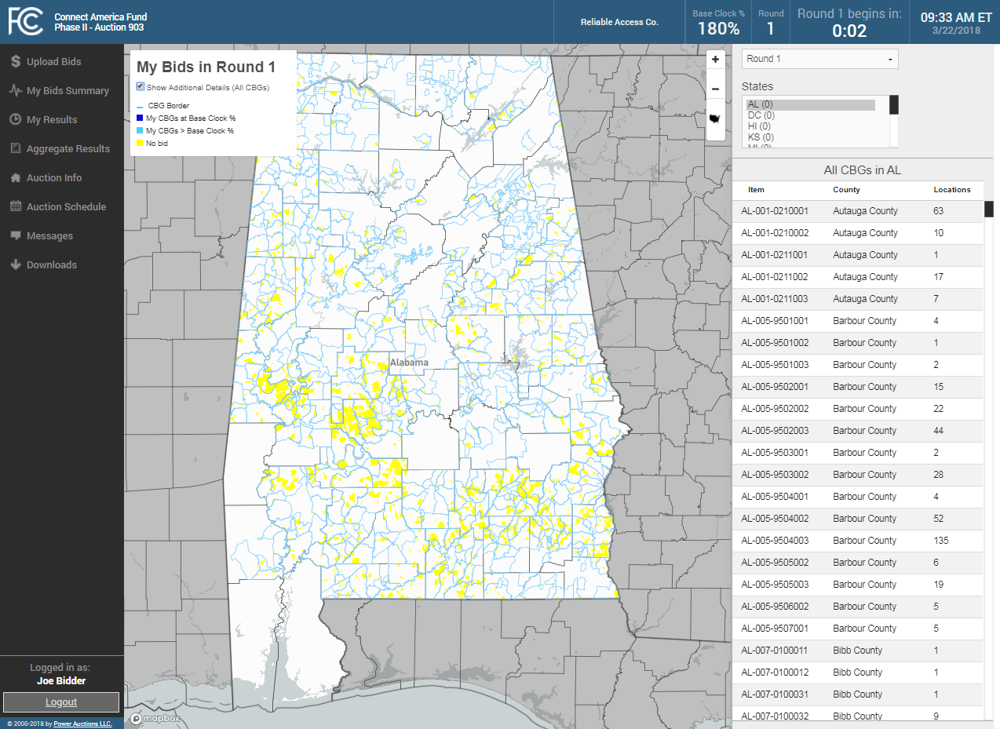 FCC
Connect America Fund
Phase II - Auction 903
Reliable Access Co.
Base Clock %
180%
Round
1
Round 1 begins in:
0:02
09:33 AM ET
3/22/2018
Upload Bids
My Bids Summary
My Results
Aggregate Results
Auction Info
Auction Schedule
Messages
Downloads
Logged in as:
Joe Bidder
Logout
© 2000-2018 by Power Auctions LLC.
My Bids in Round 1
Show Additional Details (All CBGs)
CBG Border
My CBGs at Base Clock %
My CBGs > Base Clock %
No bid
+
−
Alabama
mapbox
Round 1
States
AL (0)
DC (0)
HI (0)
KS (0)
MI (0)
All CBGs in AL
Item County Locations
AL-001-0210001 Autauga County 63
AL-001-0210002 Autauga County 10
AL-001-0211001 Autauga County 1
AL-001-0211002 Autauga County 17
AL-001-0211003 Autauga County 7
AL-005-9501001 Barbour County 4
AL-005-9501002 Barbour County 1
AL-005-9501003 Barbour County 2
AL-005-9502001 Barbour County 15
AL-005-9502002 Barbour County 22
AL-005-9502003 Barbour County 44
AL-005-9503001 Barbour County 2
AL-005-9503002 Barbour County 28
AL-005-9504001 Barbour County 4
AL-005-9504002 Barbour County 52
AL-005-9504003 Barbour County 135
AL-005-9505002 Barbour County 6
AL-005-9505003 Barbour County 19
AL-005-9506002 Barbour County 5
AL-005-9507001 Barbour County 5
AL-007-0100011 Bibb County 1
AL-007-0100012 Bibb County 1
AL-007-0100031 Bibb County 1
AL-007-0100032 Bibb County 9